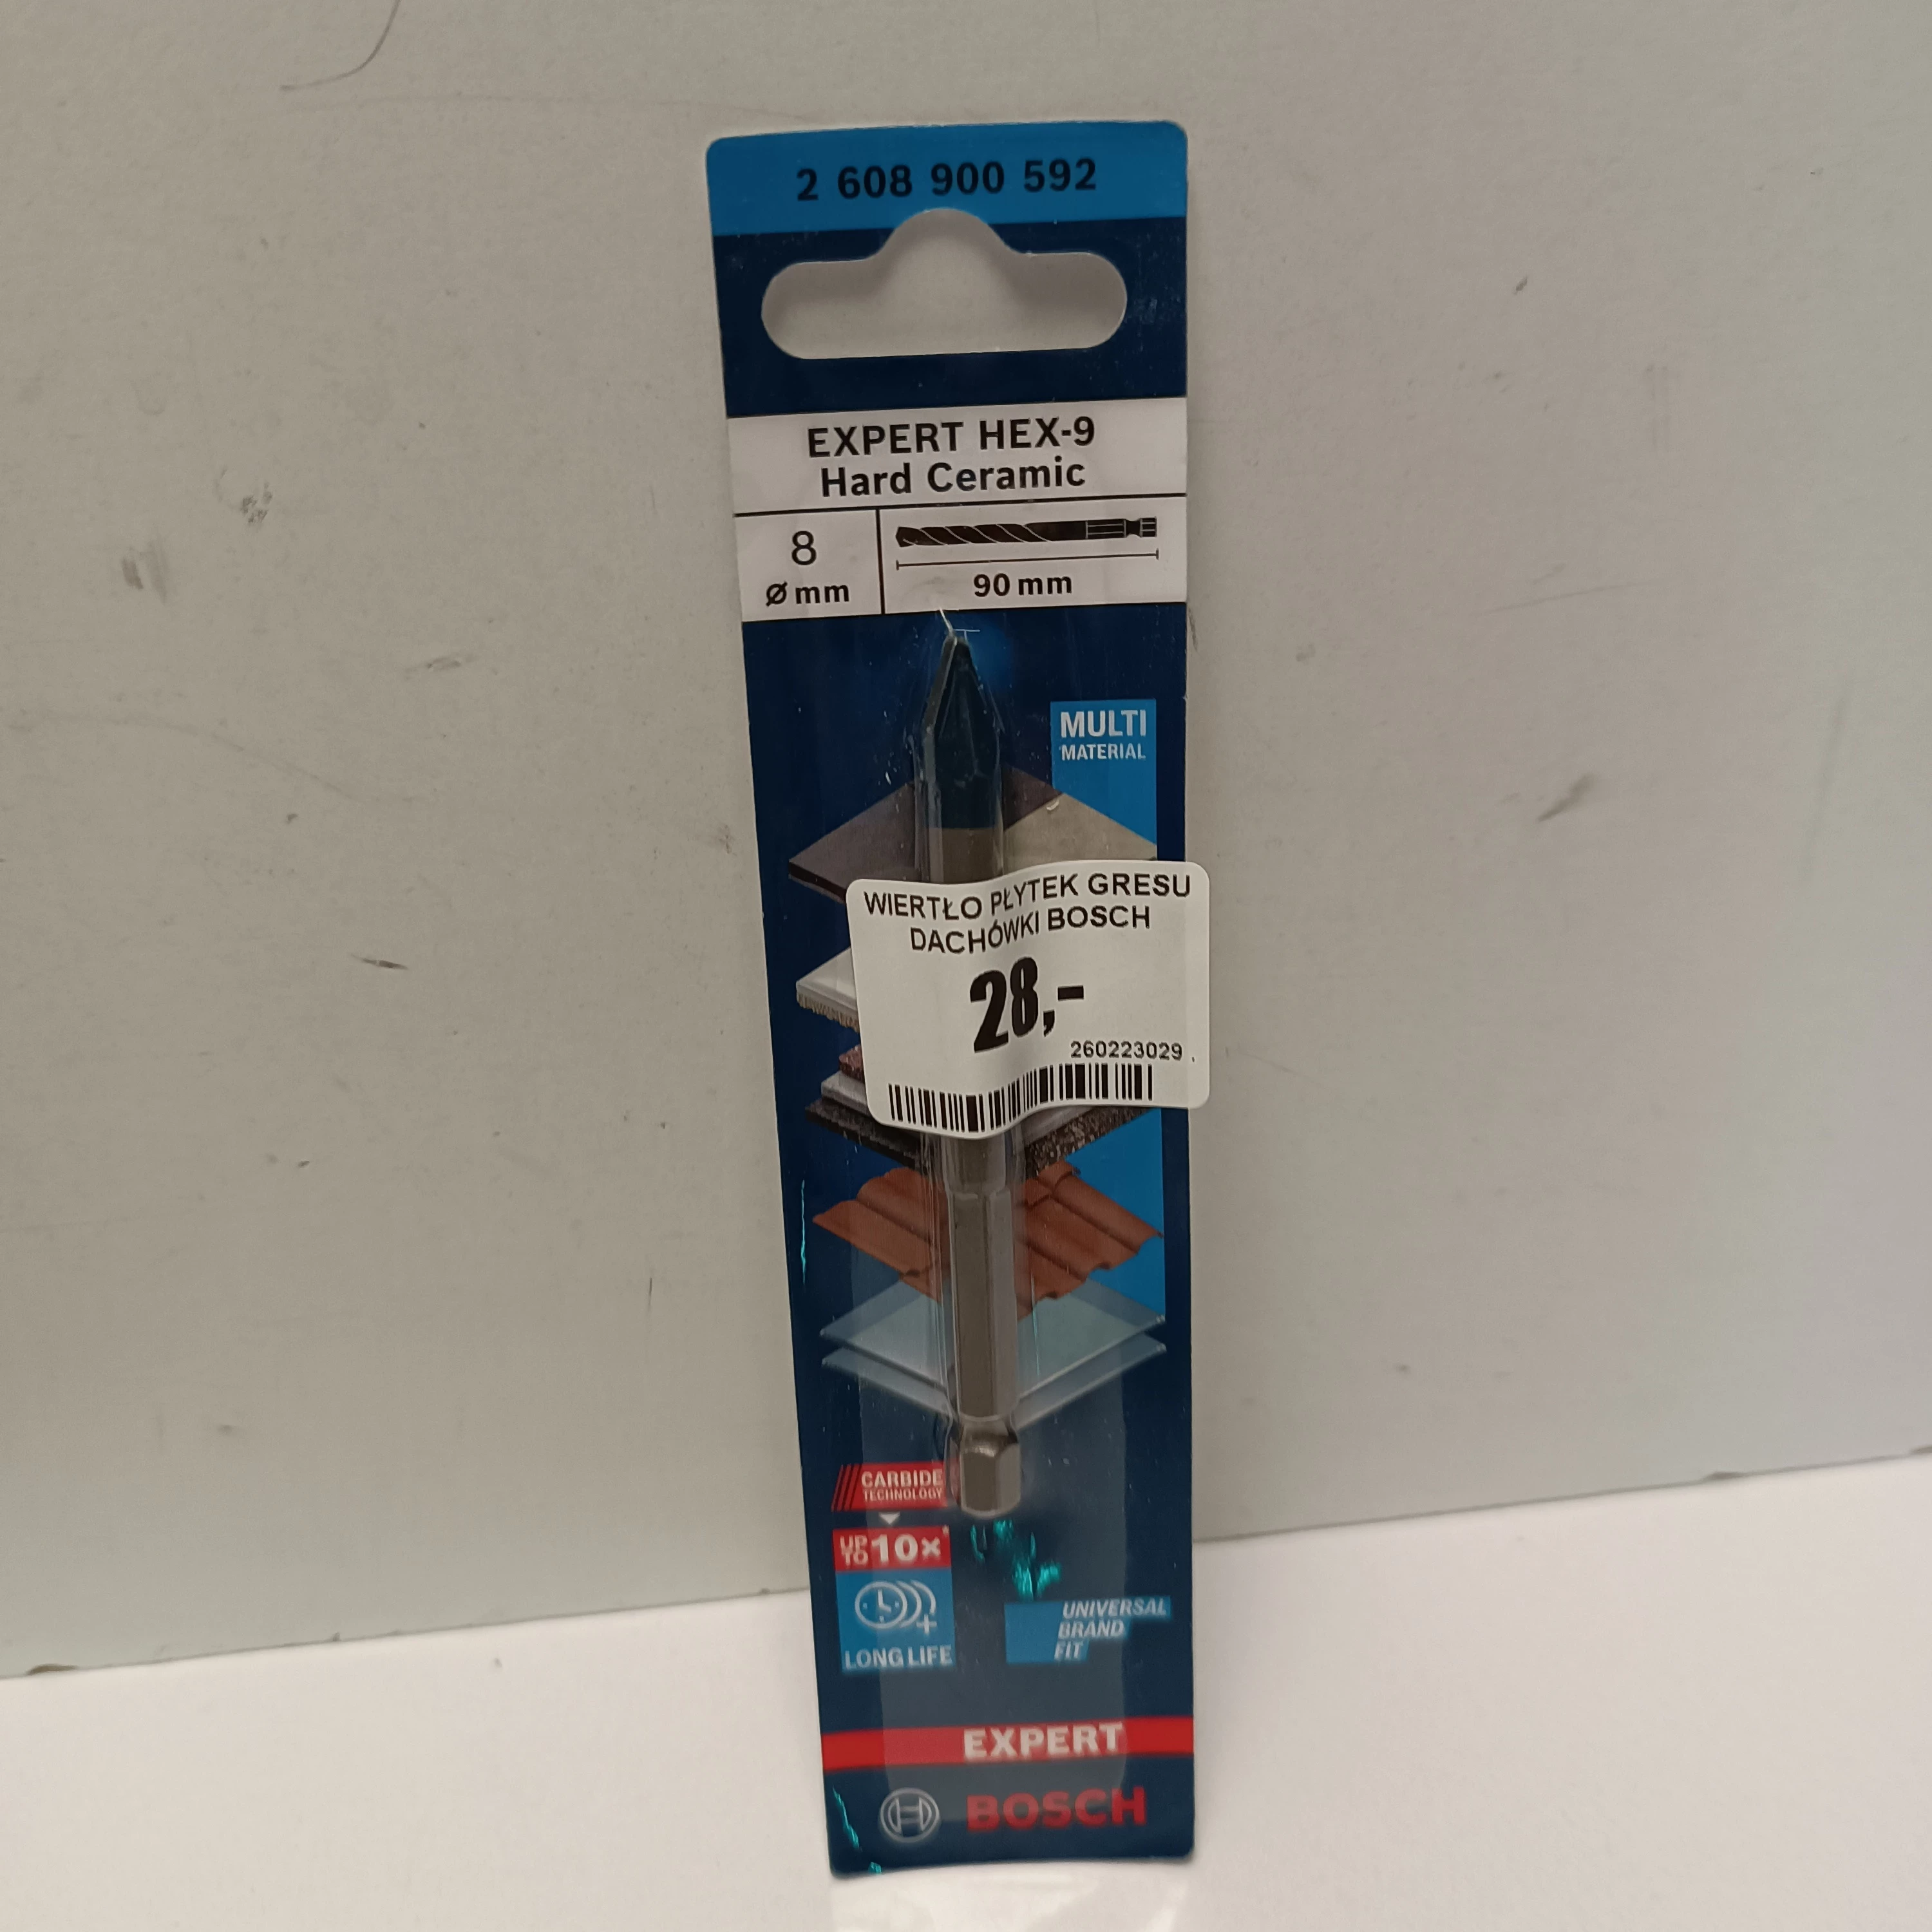 2 608 900 592
EXPERT HEX-9
Hard Ceramic
8
Ø mm
90 mm
MULTI
MATERIAL
WIERTŁO PŁYTEK GRESU
DACHÓWKI BOSCH
28,-
260223029
CARBIDE
TECHNOLOGY
UP TO 10x*
LONG LIFE
UNIVERSAL
BRAND
FIT
EXPERT
BOSCH